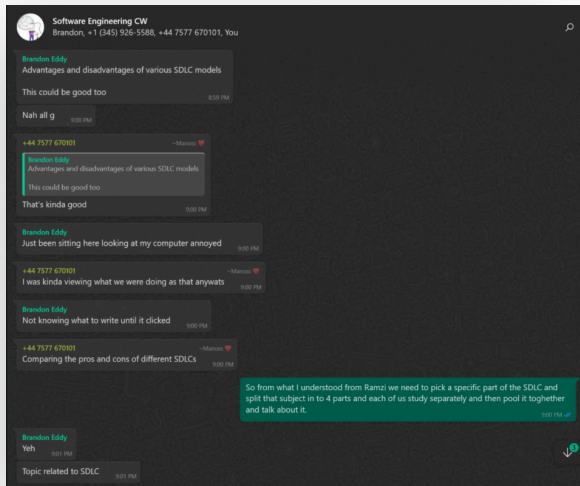 Software Engineering CW
Brandon, +1 (345) 926-5588, +44 7577 670101, You
Brandon Eddy
Advantages and disadvantages of various SDLC models
This could be good too
8:59 PM
Nah all g
9:00 PM
+44 7577 670101
~Manoss
Brandon Eddy
Advantages and disadvantages of various SDLC models
This could be good too
That's kinda good
9:00 PM
Brandon Eddy
Just been sitting here looking at my computer annoyed
9:00 PM
+44 7577 670101
~Manoss
I was kinda viewing what we were doing as that anywats
9:00 PM
Brandon Eddy
Not knowing what to write until it clicked
9:00 PM
+44 7577 670101
~Manoss
Comparing the pros and cons of different SDLCs
9:00 PM
So from what I understood from Ramzi we need to pick a specific part of the SDLC and
split that subject in to 4 parts and each of us study separately and then pool it toghether
and talk about it.
9:00 PM
Brandon Eddy
Yeh
9:01 PM
Topic related to SDLC
9:01 PM
3